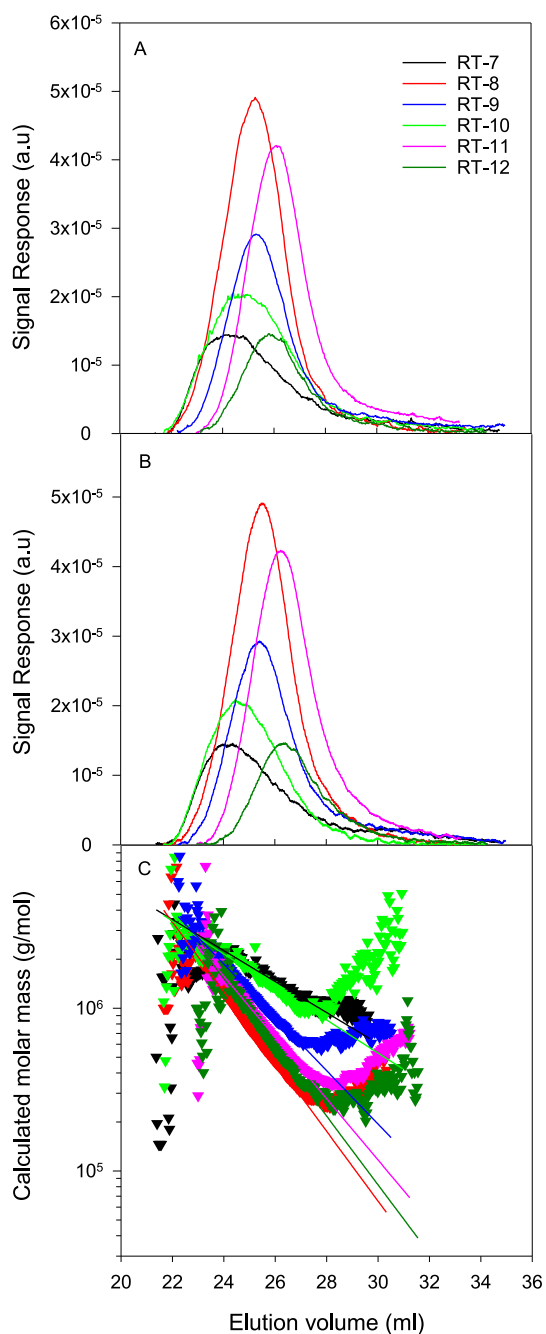 A
6x10⁻⁵
5x10⁻⁵
4x10⁻⁵
3x10⁻⁵
2x10⁻⁵
10⁻⁵
0
Signal Response (a.u)
RT-7
RT-8
RT-9
RT-10
RT-11
RT-12
B
5x10⁻⁵
4x10⁻⁵
3x10⁻⁵
2x10⁻⁵
10⁻⁵
0
Signal Response (a.u)
C
10⁶
10⁵
Calculated molar mass (g/mol)
20 22 24 26 28 30 32 34 36
Elution volume (ml)